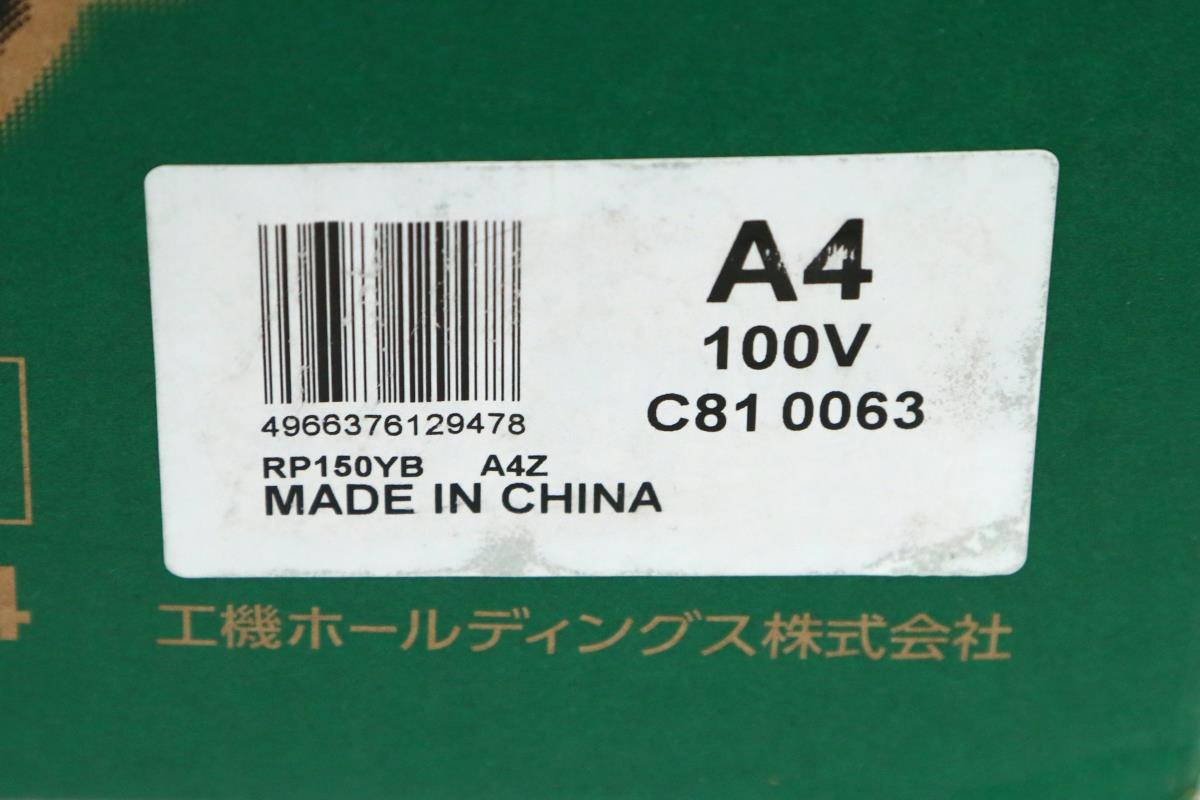 A4
100V
C81 0063
4966376129478
RP150YB A4Z
MADE IN CHINA
工機ホールディングス株式会社
4